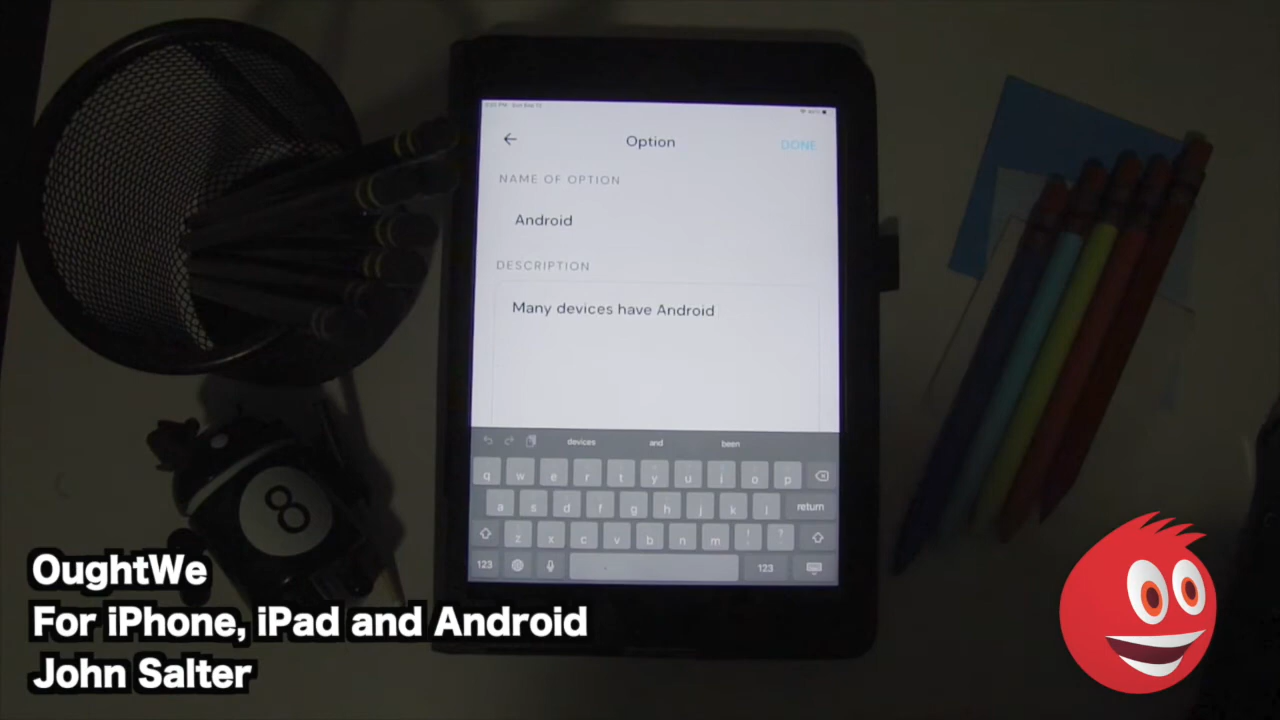 Option
DONE
NAME OF OPTION
Android
DESCRIPTION
Many devices have Android
devices and been
q w e r t y u i o p
a s d f g h j k l return
z x c v b n m ! ?
123 123
8
OughtWe
For iPhone, iPad and Android
John Salter